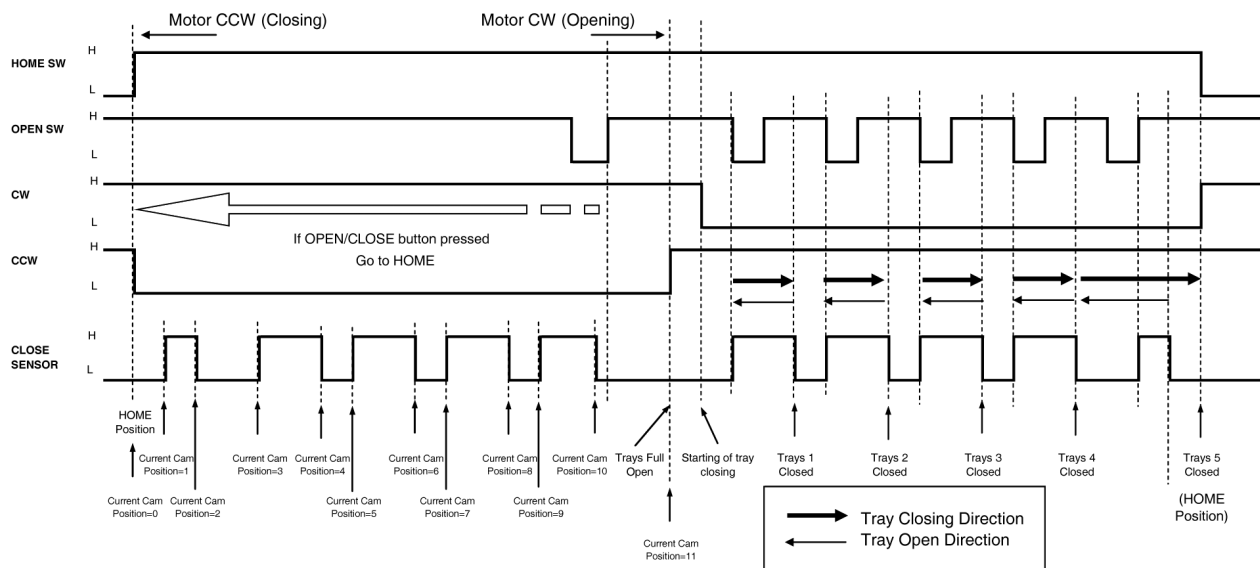 Motor CCW (Closing)
Motor CW (Opening)
HOME SW
H
L
OPEN SW
H
L
CW
H
L
If OPEN/CLOSE button pressed
Go to HOME
CCW
H
L
CLOSE
SENSOR
H
L
HOME
Position
Current Cam
Position=0
Current Cam
Position=1
Current Cam
Position=2
Current Cam
Position=3
Current Cam
Position=4
Current Cam
Position=5
Current Cam
Position=6
Current Cam
Position=7
Current Cam
Position=8
Current Cam
Position=9
Current Cam
Position=10
Trays Full
Open
Current Cam
Position=11
Starting of tray
closing
Trays 1
Closed
Trays 2
Closed
Trays 3
Closed
Trays 4
Closed
Trays 5
Closed
(HOME
Position)
Tray Closing Direction
Tray Open Direction